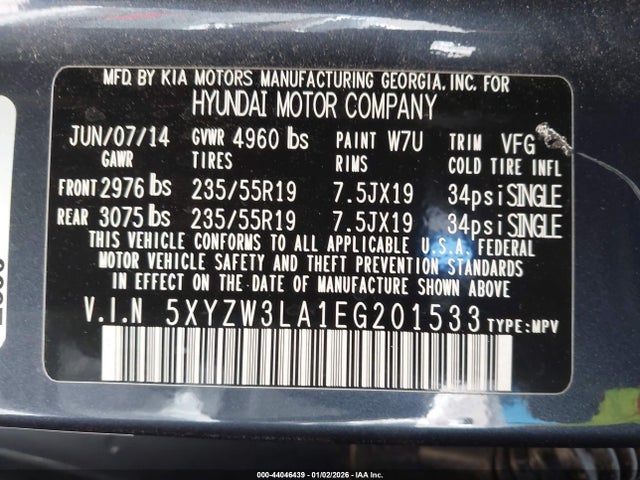 MFD. BY KIA MOTORS MANUFACTURING GEORGIA, INC. FOR
HYUNDAI MOTOR COMPANY
JUN/07/14 GVWR 4960 lbs PAINT W7U TRIM VFG
GAWR TIRES RIMS COLD TIRE INFL
FRONT 2976 lbs 235/55R19 7.5JX19 34psi SINGLE
REAR 3075 lbs 235/55R19 7.5JX19 34psi SINGLE
THIS VEHICLE CONFORMS TO ALL APPLICABLE U.S.A. FEDERAL
MOTOR VEHICLE SAFETY AND THEFT PREVENTION STANDARDS
IN EFFECT ON THE DATE OF MANUFACTURE SHOWN ABOVE
V.I.N 5XYZW3LA1EG201533 TYPE:MPV
000-44046439 - 01/02/2026 - IAA Inc.